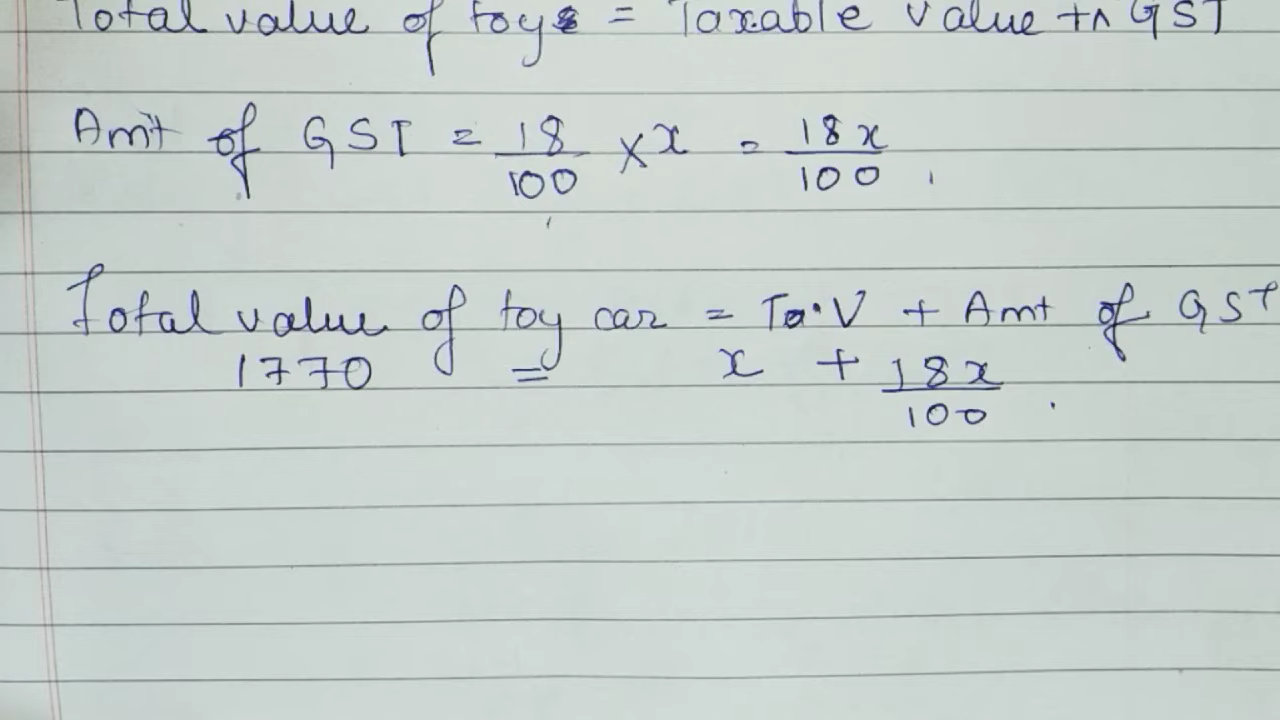 Total value of toys = Taxable value + GST
Amt of GST = 18/100 × x = 18x/100.
Total value of toy car = Ta.V + Amt of GST
1770 = x + 18x/100.